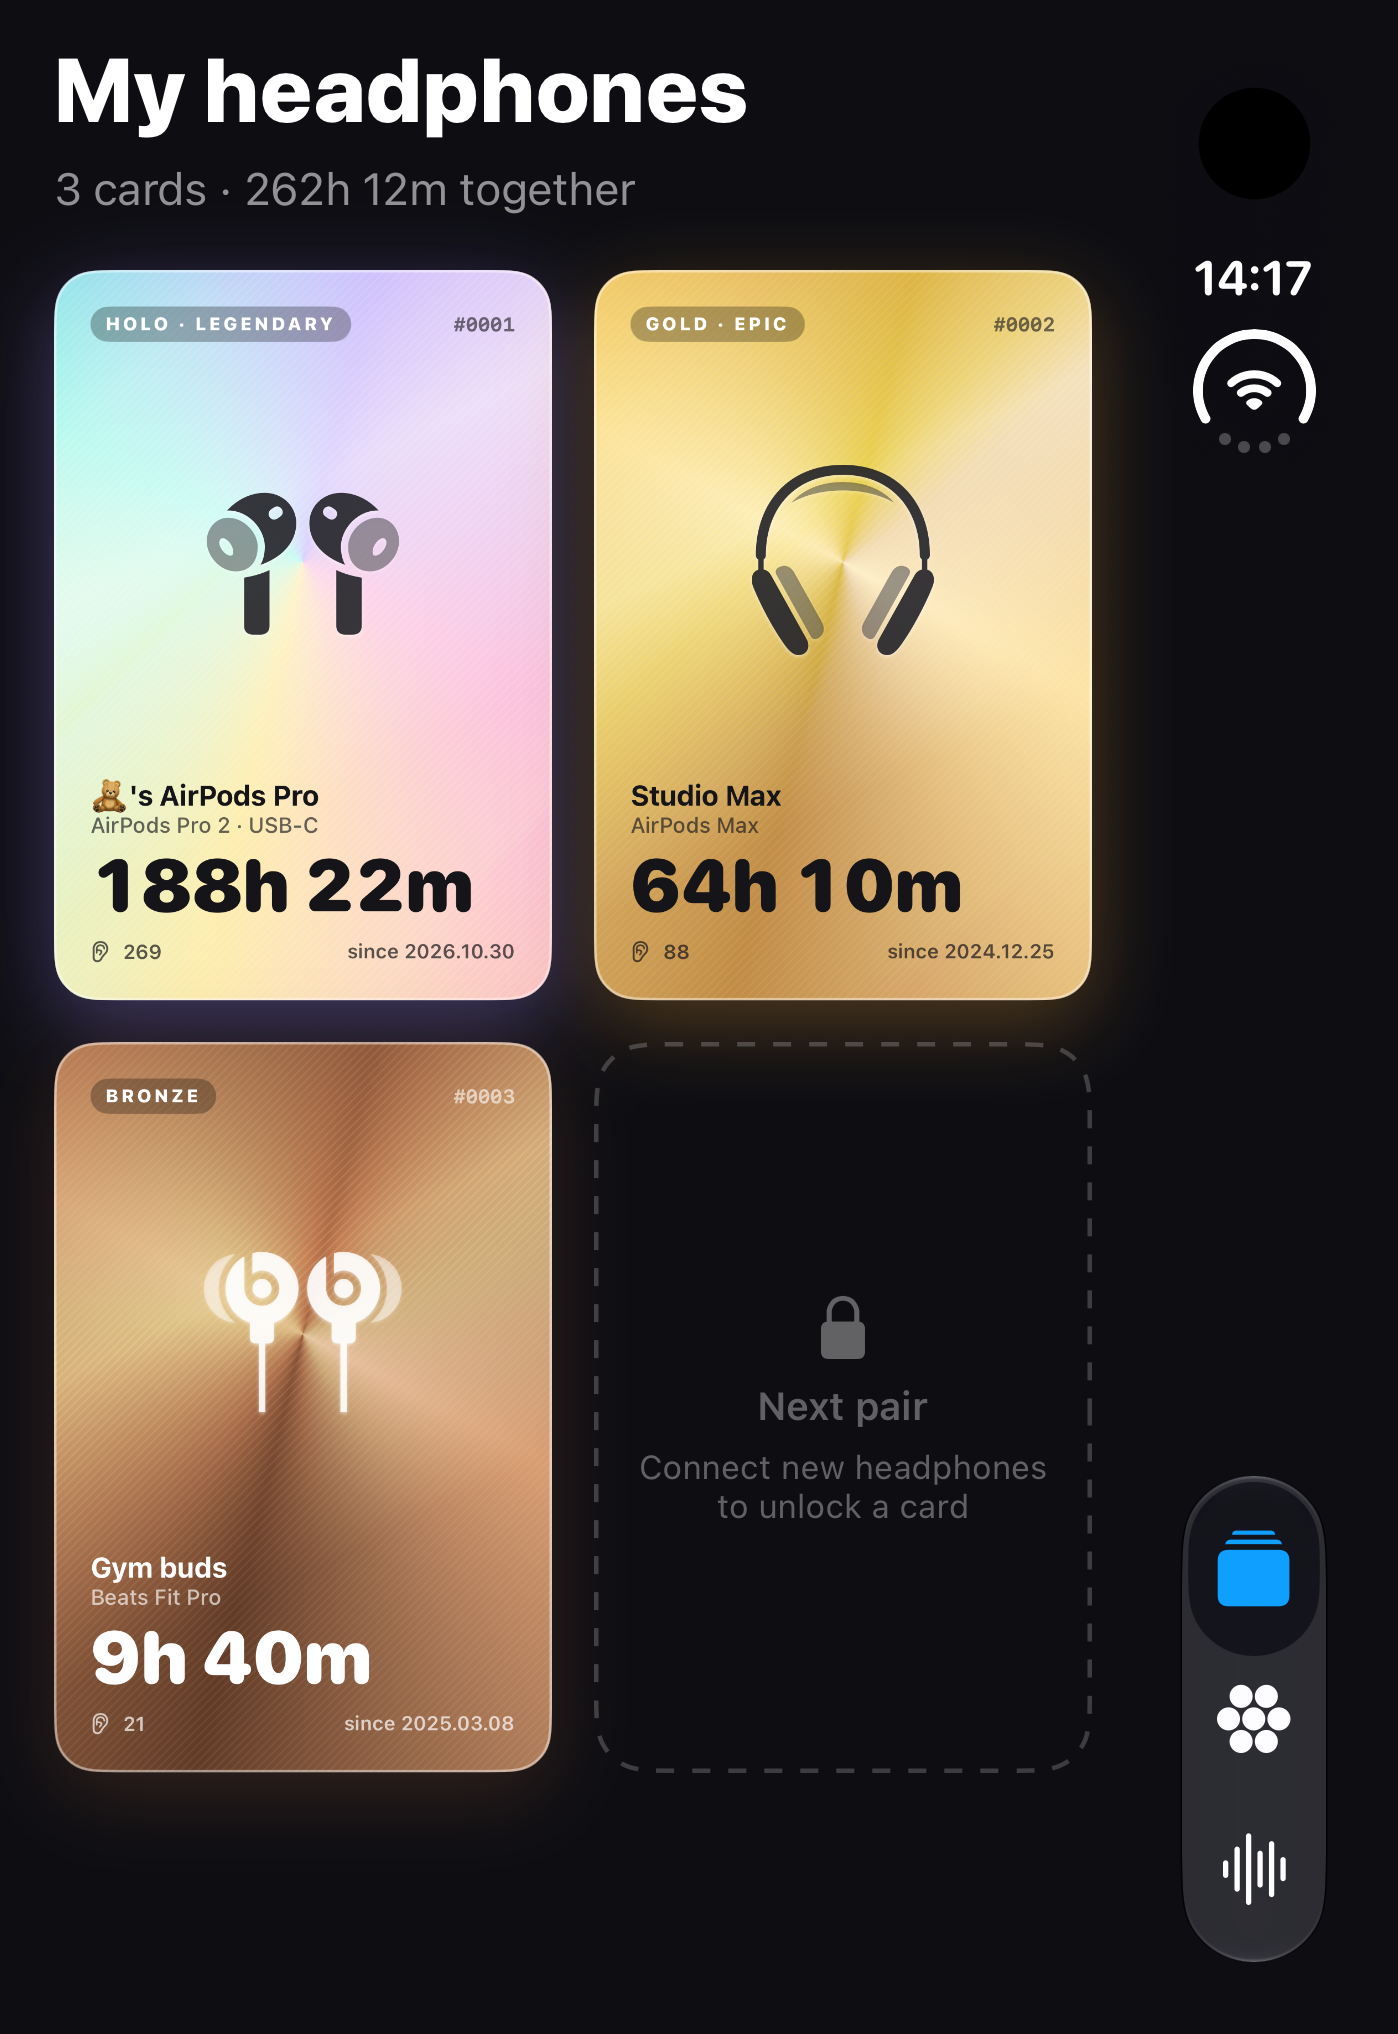 My headphones
3 cards · 262h 12m together
14:17
HOLO · LEGENDARY
#0001
🧸's AirPods Pro
AirPods Pro 2 · USB-C
188h 22m
269
since 2026.10.30
GOLD · EPIC
#0002
Studio Max
AirPods Max
64h 10m
88
since 2024.12.25
BRONZE
#0003
Gym buds
Beats Fit Pro
9h 40m
21
since 2025.03.08
Next pair
Connect new headphones
to unlock a card